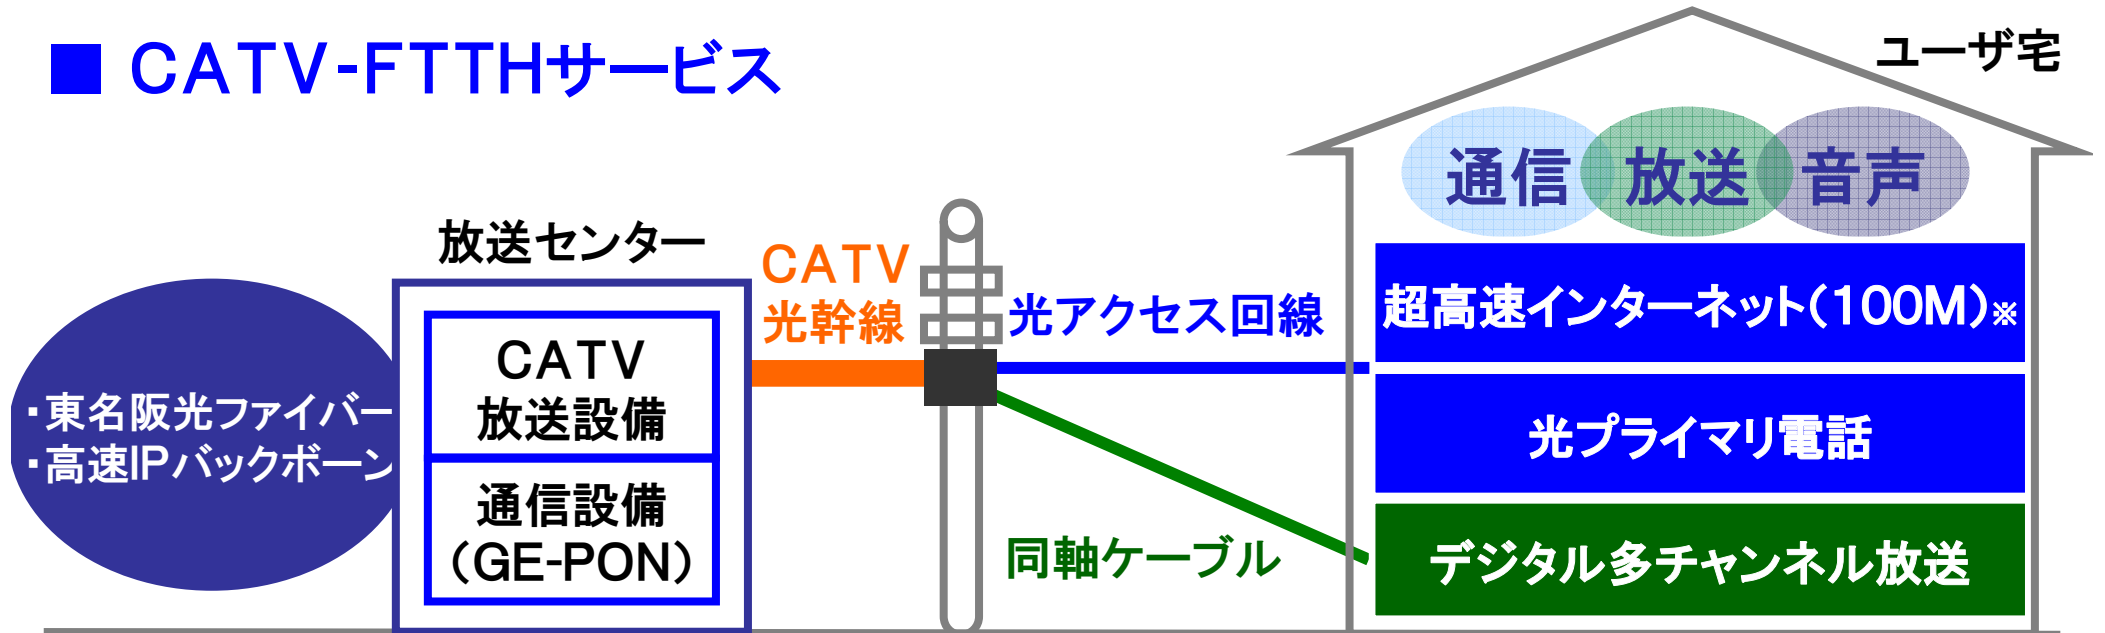 ■ CATV-FTTHサービス
ユーザ宅
通信 放送 音声
放送センター
CATV
光幹線
光アクセス回線
超高速インターネット(100M)※
CATV
放送設備
・東名阪光ファイバー
・高速IPバックボーン
光プライマリ電話
通信設備
(GE-PON)
同軸ケーブル
デジタル多チャンネル放送